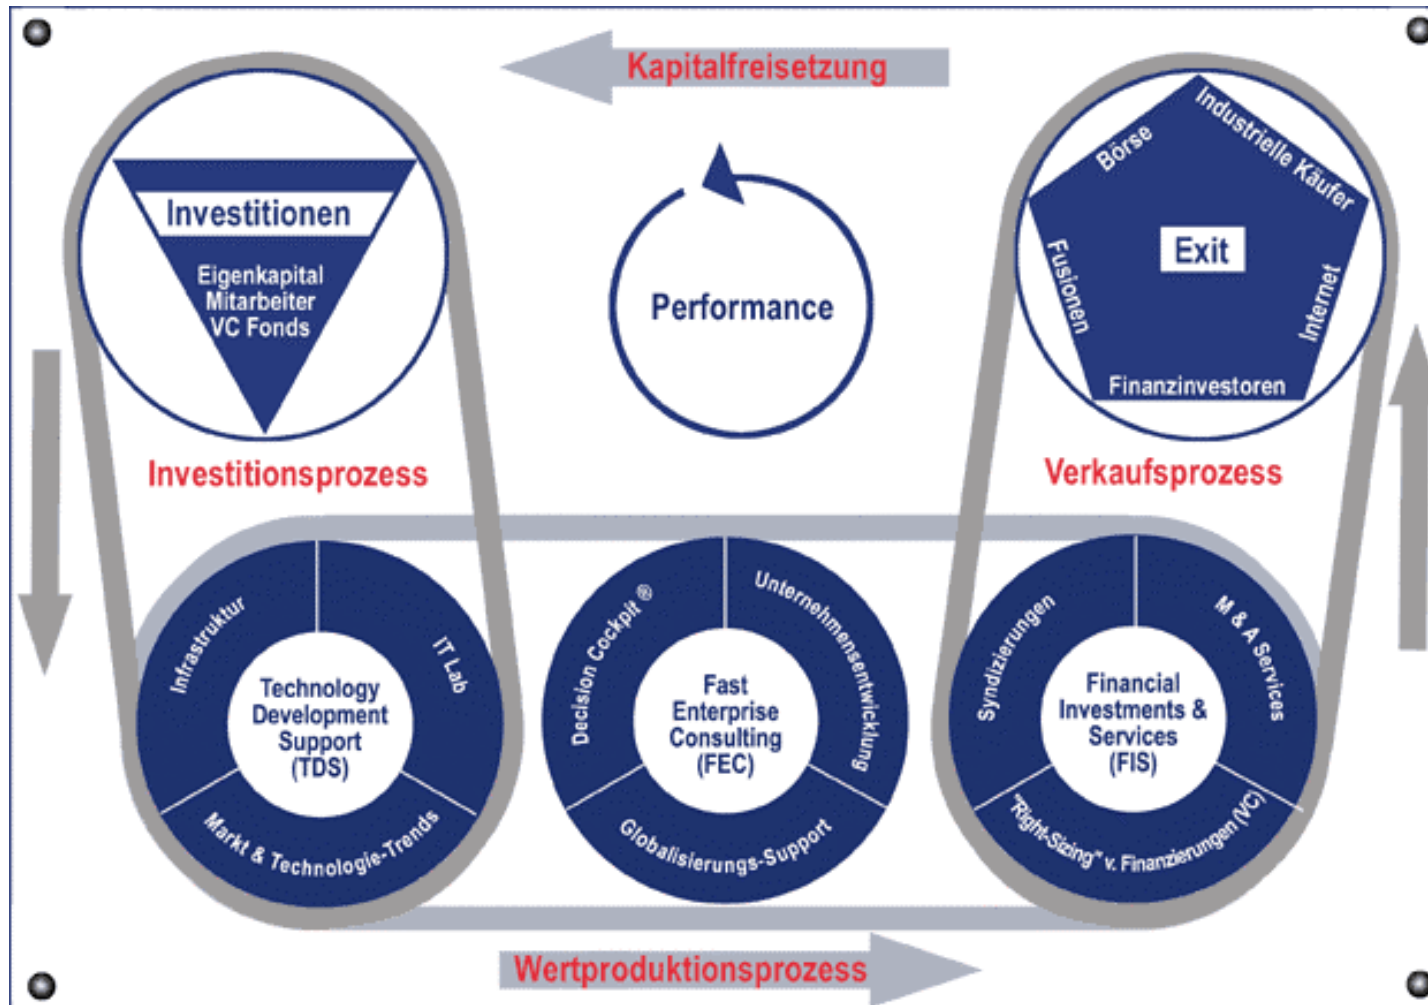 Kapitalfreisetzung
Investitionen
Eigenkapital
Mitarbeiter
VC Fonds
Performance
Börse
Industrielle Käufer
Exit
Fusionen
Internet
Finanzinvestoren
Investitionsprozess
Verkaufsprozess
Infrastruktur
IT Lab
Technology
Development
Support
(TDS)
Markt & Technologie-Trends
Decision Cockpit ®
Unternehmensentwicklung
Fast
Enterprise
Consulting
(FEC)
Globalisierungs-Support
Syndizierungen
M & A Services
Financial
Investments &
Services
(FIS)
"Right-Sizing" v. Finanzierungen (VC)
Wertproduktionsprozess